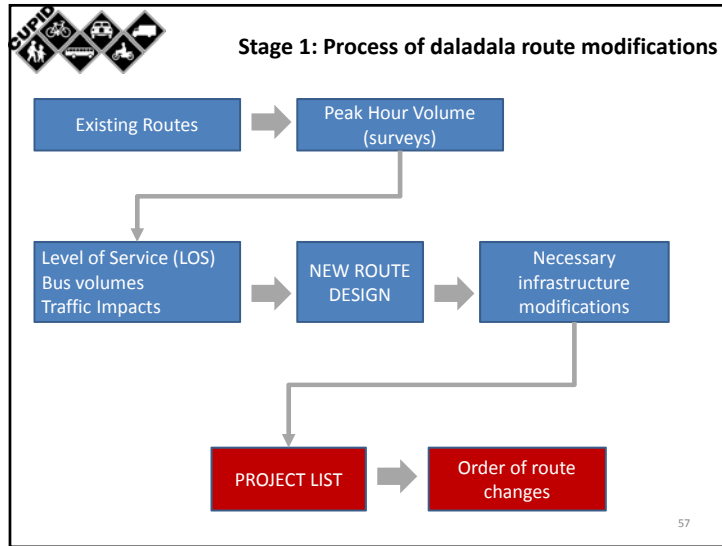 CUPID
Stage 1: Process of daladala route modifications
Existing Routes
Peak Hour Volume
(surveys)
Level of Service (LOS)
Bus volumes
Traffic Impacts
NEW ROUTE
DESIGN
Necessary
infrastructure
modifications
PROJECT LIST
Order of route
changes
57